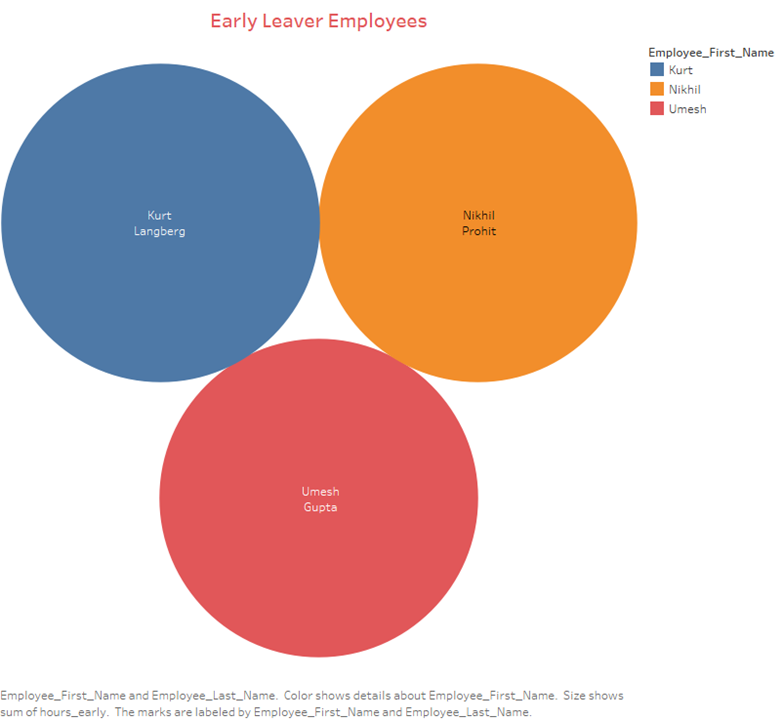 Early Leaver Employees
Employee_First_Name
Kurt
Nikhil
Umesh
Kurt
Langberg
Nikhil
Prohit
Umesh
Gupta
Employee_First_Name and Employee_Last_Name.  Color shows details about Employee_First_Name.  Size shows
sum of hours_early.  The marks are labeled by Employee_First_Name and Employee_Last_Name.